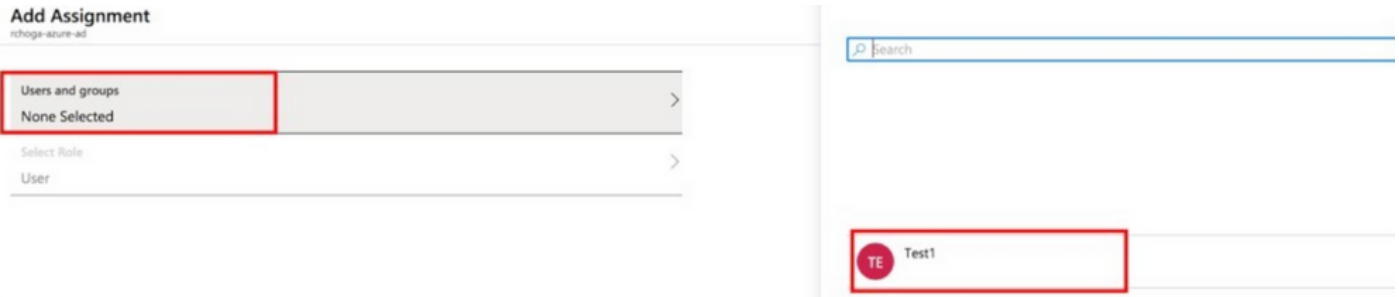 Add Assignment
rchoga-azure-ad
Users and groups
None Selected
Select Role
User
Search
TE
Test1